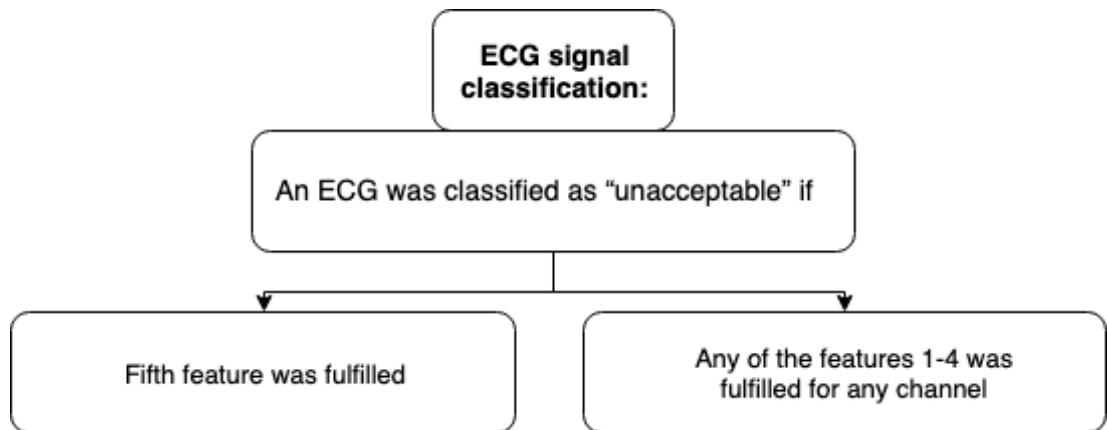 ECG signal
classification:
An ECG was classified as “unacceptable” if
Fifth feature was fulfilled
Any of the features 1-4 was
fulfilled for any channel